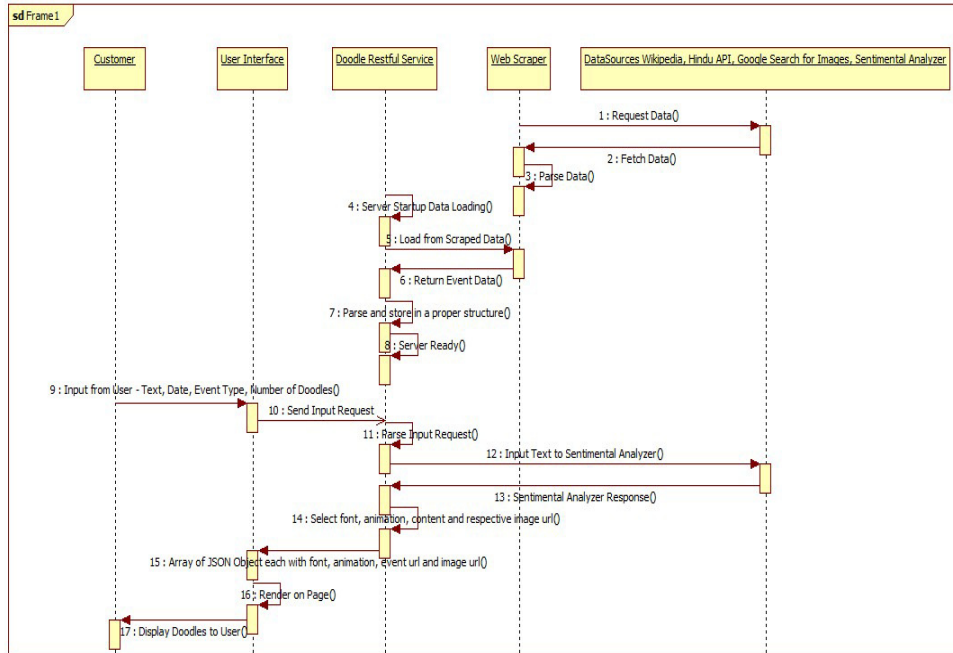 sd Frame1
Customer
User Interface
Doodle Restful Service
Web Scraper
DataSources Wikipedia, Hindu API, Google Search for Images, Sentimental Analyzer
1 : Request Data()
2 : Fetch Data()
3 : Parse Data()
4 : Server Startup Data Loading()
5 : Load from Scraped Data()
6 : Return Event Data()
7 : Parse and store in a proper structure()
8 : Server Ready()
9 : Input from User - Text, Date, Event Type, Number of Doodles()
10 : Send Input Request
11 : Parse Input Request()
12 : Input Text to Sentimental Analyzer()
13 : Sentimental Analyzer Response()
14 : Select font, animation, content and respective image url()
15 : Array of JSON Object each with font, animation, event url and image url()
16 : Render on Page()
17 : Display Doodles to User()